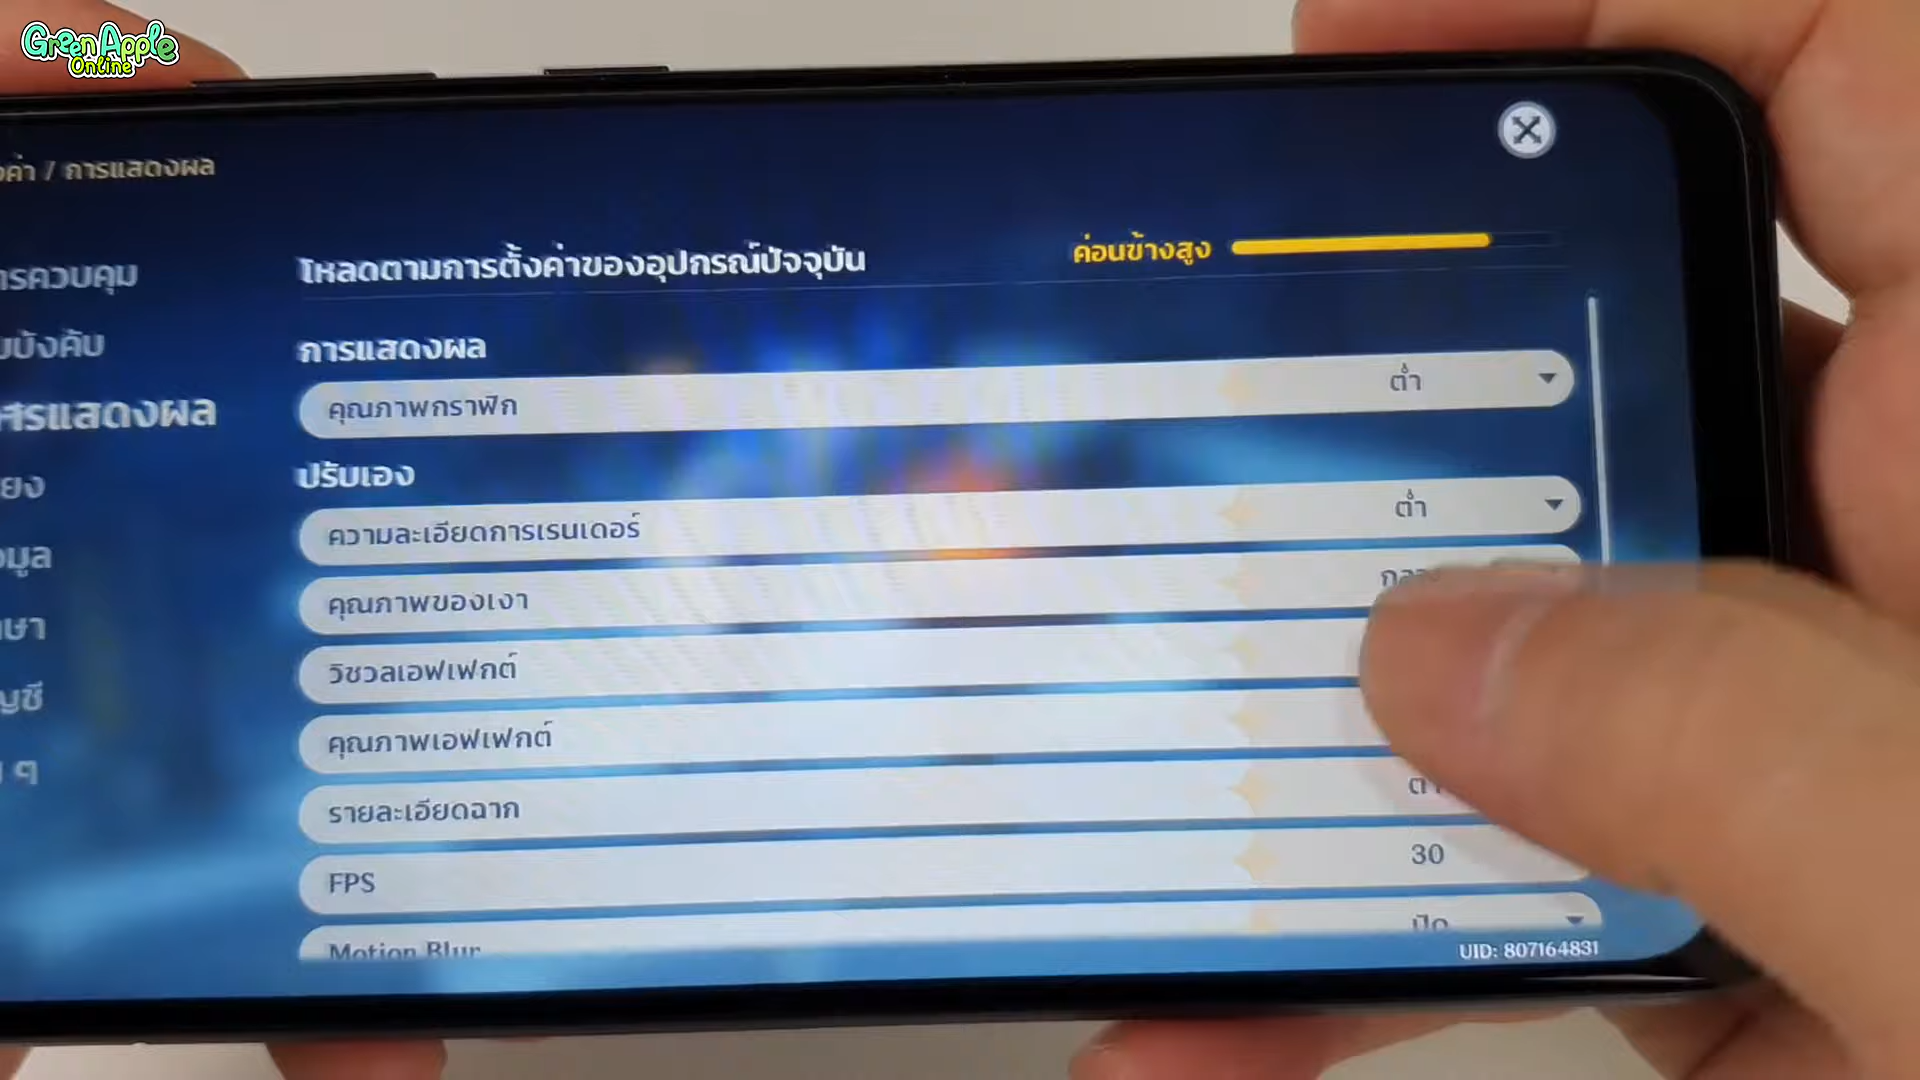 Green Apple
Online
/ การแสดงผล
โหลดตามการตั้งค่าของอุปกรณ์ปัจจุบัน
ค่อนข้างสูง
การแสดงผล
คุณภาพกราฟิก
ต่ำ
ปรับเอง
ความละเอียดการเรนเดอร์
ต่ำ
คุณภาพของเงา
วิชวลเอฟเฟกต์
คุณภาพเอฟเฟกต์
รายละเอียดฉาก
FPS
30
Motion Blur
ปิด
UID: 807164831